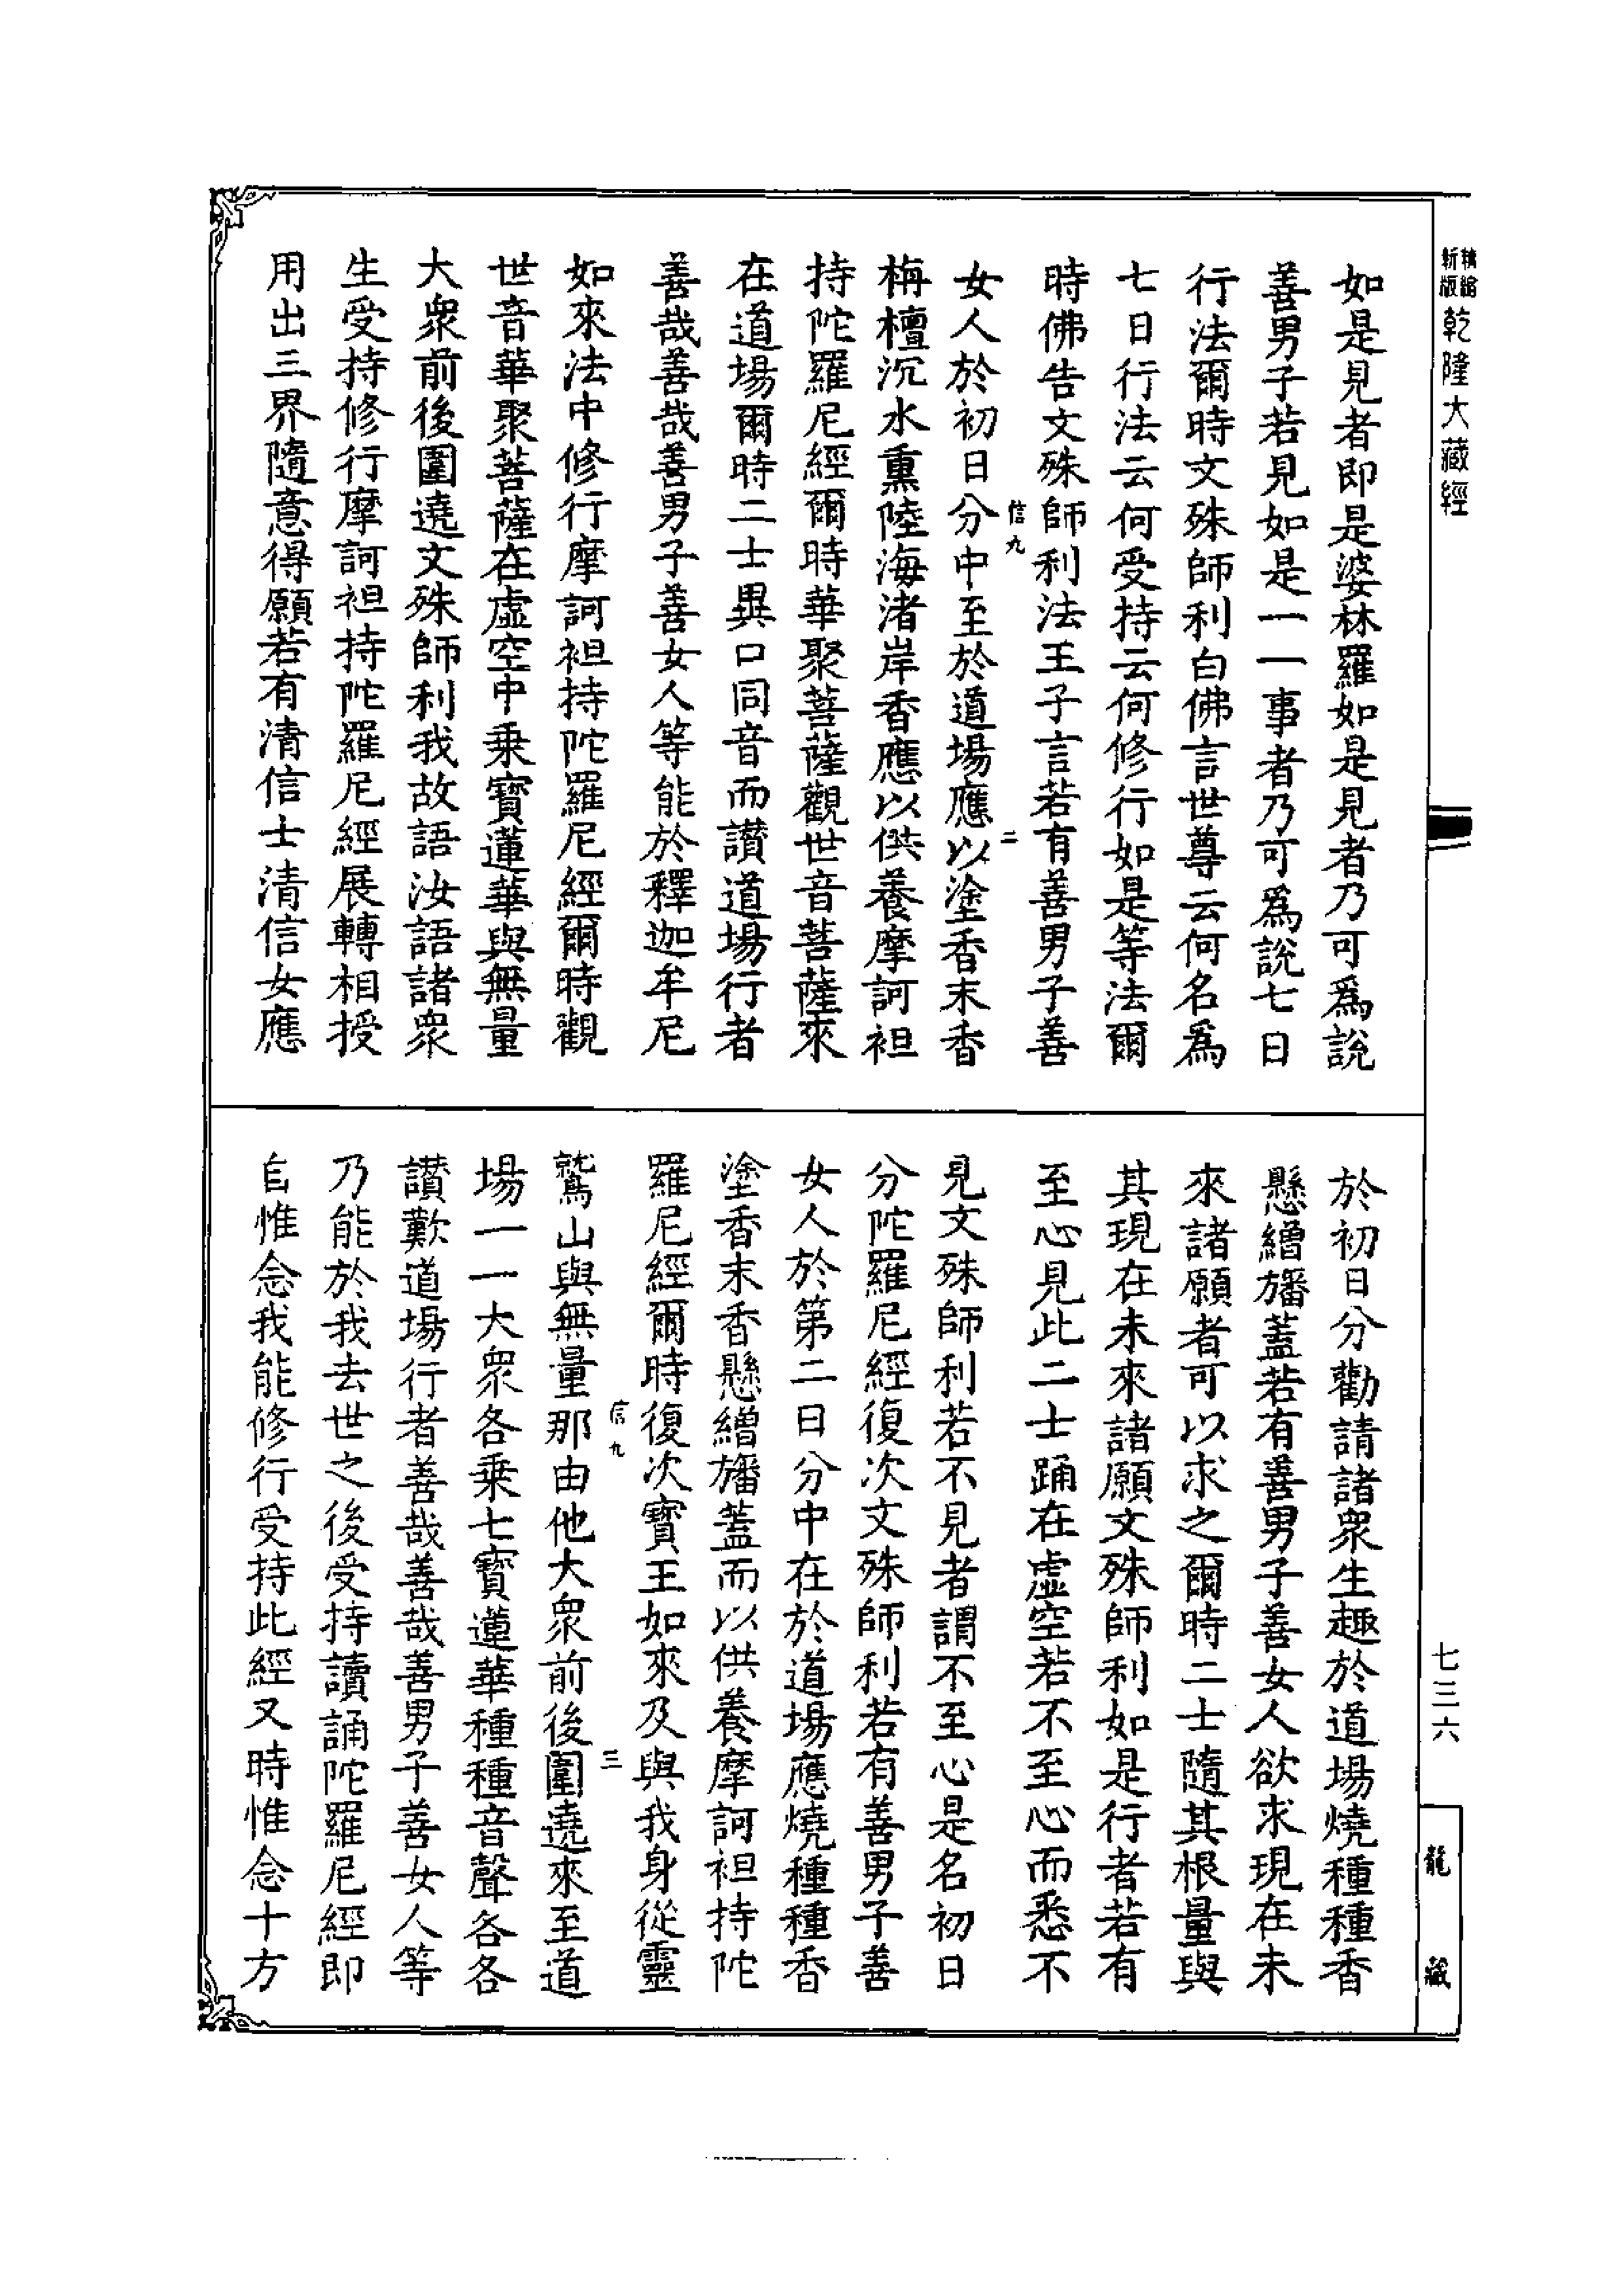 精編新版乾隆大藏經
七三六
龍藏
如是見者即是婆林羅如是見者乃可為說
善男子若見如是一一事者乃可為說七日
行法爾時文殊師利白佛言世尊云何名為
七日行法云何受持云何修行如是等法爾
時佛告文殊師利法王子言若有善男子善
信九
二
女人於初日分中至於道場應以塗香末香
栴檀沉水熏陸海渚岸香應以供養摩訶袒
持陀羅尼經爾時華聚菩薩觀世音菩薩來
在道場爾時二士異口同音而讚道場行者
善哉善哉善男子善女人等能於釋迦牟尼
如來法中修行摩訶袒持陀羅尼經爾時觀
世音華聚菩薩在虛空中乗寶蓮華與無量
大衆前後圍遶文殊師利我故語汝語諸衆
生受持修行摩訶袒持陀羅尼經展轉相授
用出三界隨意得願若有清信士清信女應
於初日分勸請諸衆生趣於道場燒種種香
懸繒旛蓋若有善男子善女人欲求現在未
來諸願者可以求之爾時二士隨其根量與
其現在未來諸願文殊師利如是行者若有
至心見此二士踊在虛空若不至心而悉不
見文殊師利若不見者謂不至心是名初日
分陀羅尼經復次文殊師利若有善男子善
女人於第二日分中在於道場應燒種種香
塗香末香懸繒旛蓋而以供養摩訶袒持陀
羅尼經爾時復次寶王如來及與我身從靈
信九
三
鷲山與無量那由他大衆前後圍遶來至道
場一一大衆各乗七寶蓮華種種音聲各各
讚歎道場行者善哉善哉善男子善女人等
乃能於我去世之後受持讀誦陀羅尼經即
自惟念我能修行受持此經又時惟念十方